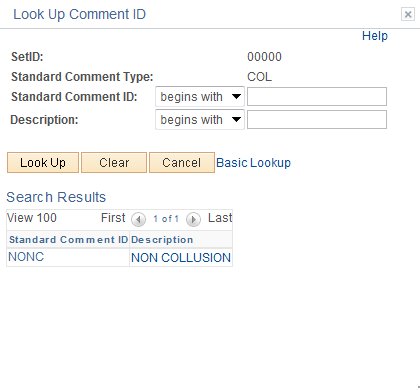 Look Up Comment ID
Help
SetID: 00000
Standard Comment Type: COL
Standard Comment ID: begins with
Description: begins with
Look Up Clear Cancel Basic Lookup
Search Results
View 100 First 1 of 1 Last
Standard Comment ID Description
NONC NON COLLUSION